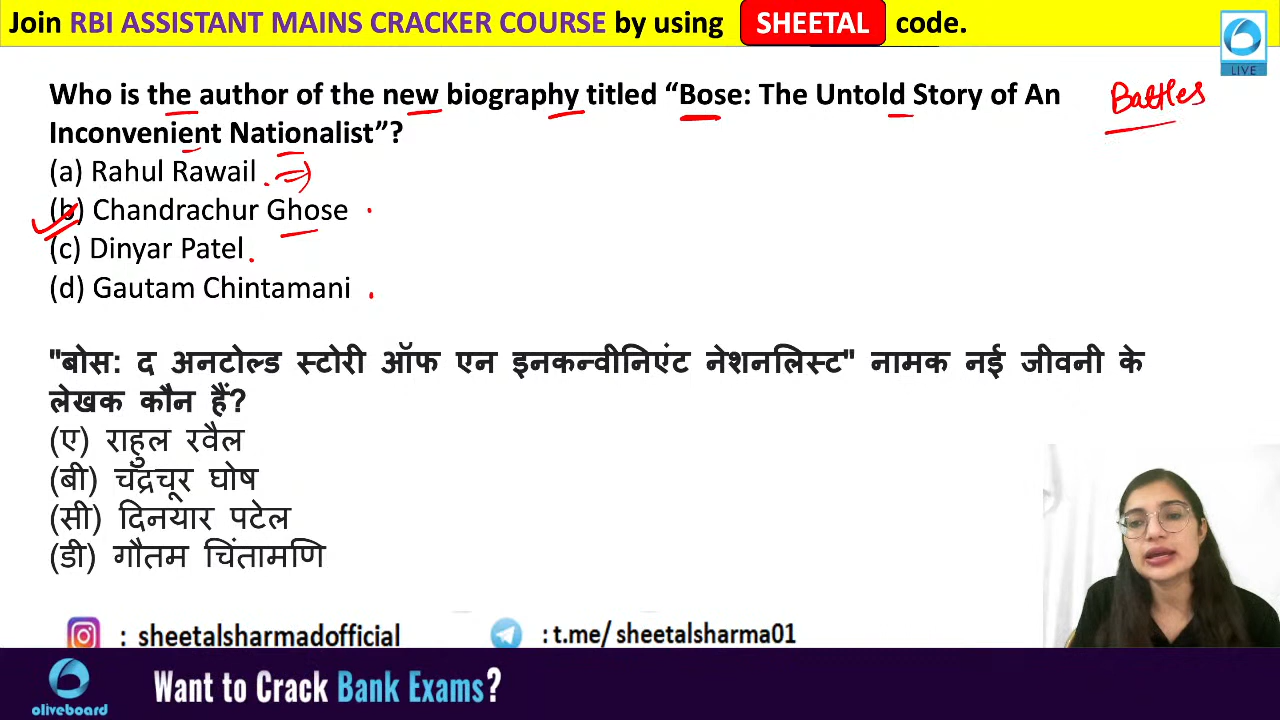 Join RBI ASSISTANT MAINS CRACKER COURSE by using SHEETAL code.
LIVE
Who is the author of the new biography titled “Bose: The Untold Story of An
Inconvenient Nationalist”?
Battles
(a) Rahul Rawail
(b) Chandrachur Ghose
(c) Dinyar Patel
(d) Gautam Chintamani
"बोस: द अनटोल्ड स्टोरी ऑफ एन इनकन्वीनिएंट नेशनलिस्ट" नामक नई जीवनी के
लेखक कौन हैं?
(ए) राहुल रवैल
(बी) चंद्रचूर घोष
(सी) दिनयार पटेल
(डी) गौतम चिंतामणि
: sheetalsharmadofficial
: t.me/ sheetalsharma01
oliveboard
Want to Crack Bank Exams?